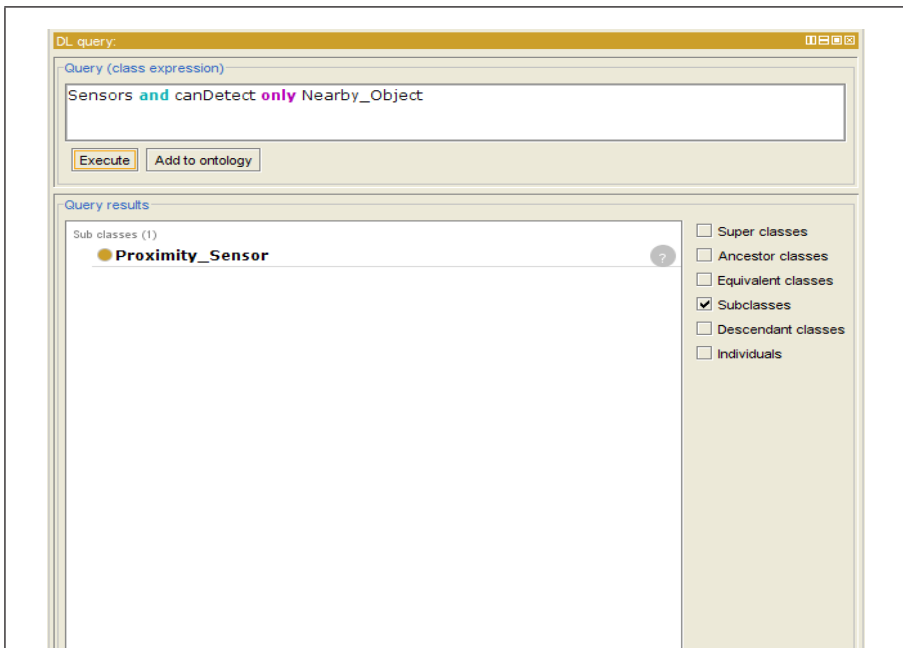 DL query:
Query (class expression)
Sensors and canDetect only Nearby_Object
Execute Add to ontology
Query results
Sub classes (1)
Proximity_Sensor
?
Super classes
Ancestor classes
Equivalent classes
Subclasses
Descendant classes
Individuals